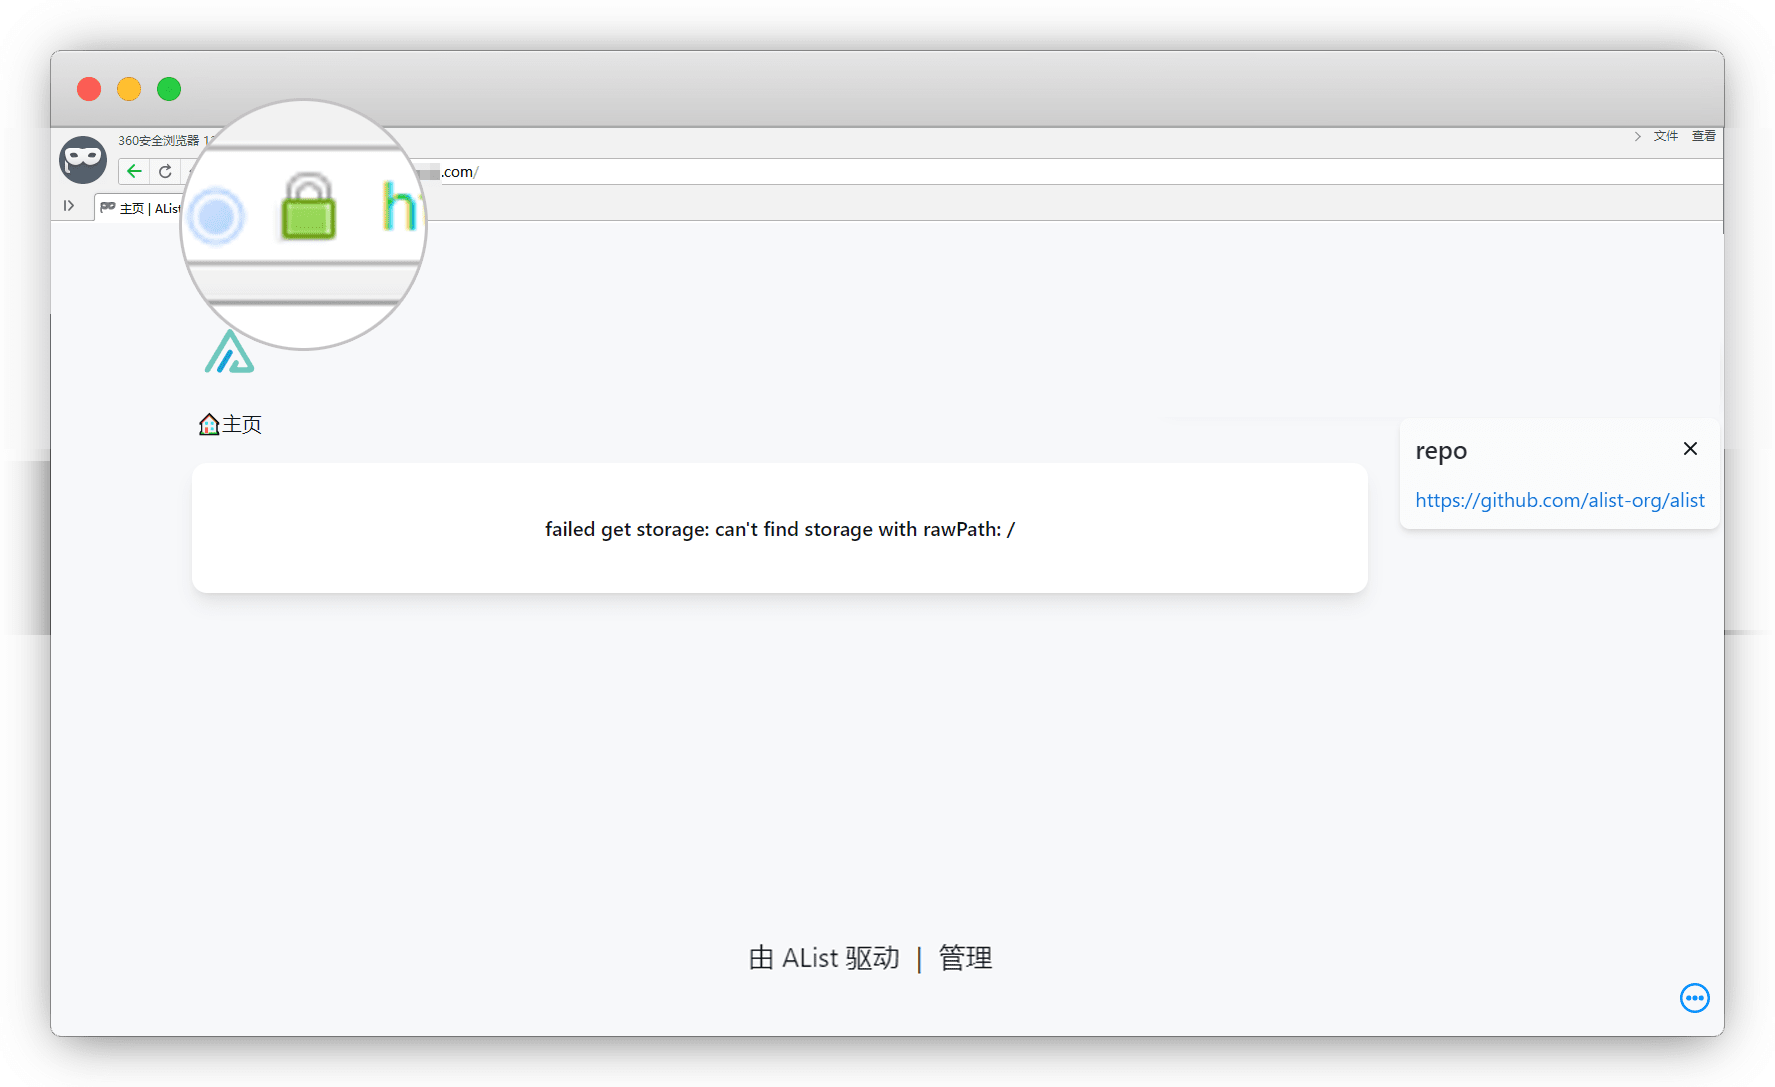 360安全浏览器 1
文件 查看
.com/
主页 | AList
h
主页
repo
https://github.com/alist-org/alist
failed get storage: can't find storage with rawPath: /
由 AList 驱动 | 管理